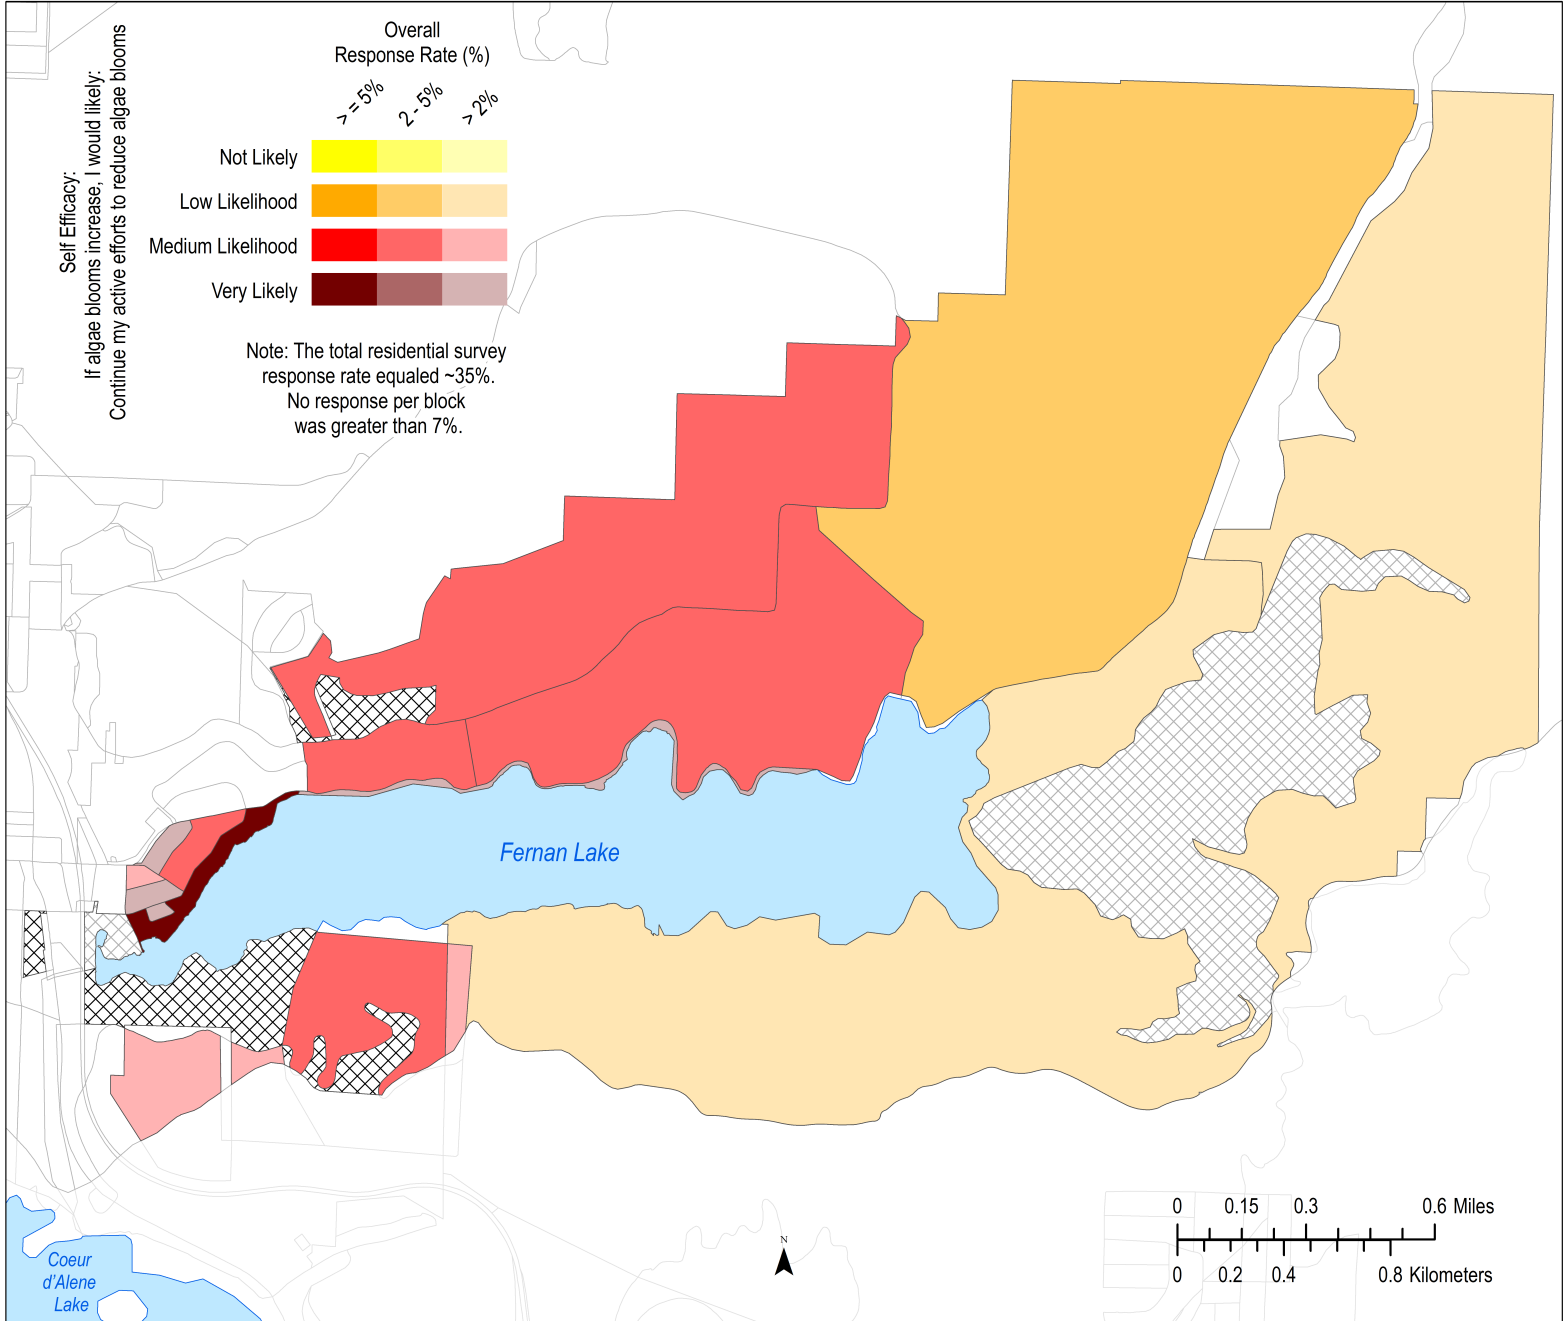 Self Efficacy:
If algae blooms increase, I would likely:
Continue my active efforts to reduce algae blooms
Overall
Response Rate (%)
> = 5%
2 - 5%
> 2%
Not Likely
Low Likelihood
Medium Likelihood
Very Likely
Note: The total residential survey
response rate equaled ~35%.
No response per block
was greater than 7%.
Fernan Lake
Coeur
d'Alene
Lake
N
0 0.15 0.3 0.6 Miles
0 0.2 0.4 0.8 Kilometers